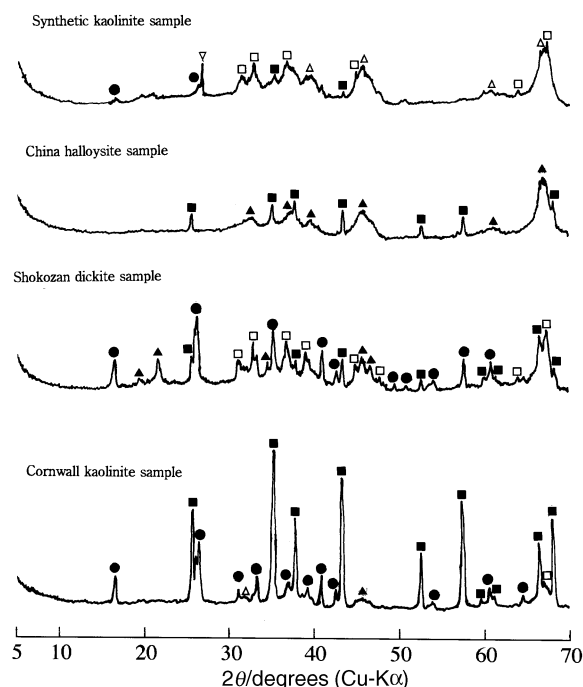 Synthetic kaolinite sample
China halloysite sample
Shokozan dickite sample
Cornwall kaolinite sample
5 10 20 30 40 50 60 70
2θ/degrees (Cu-Kα)